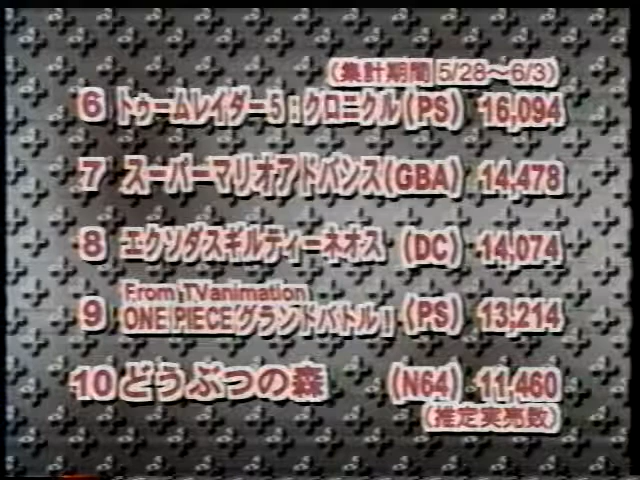 (集計期間 5/28〜6/3)
6 トゥームレイダー5:クロニクル(PS) 16,094
7 スーパーマリオアドバンス(GBA) 14,478
8 エクソダスギルティーネオス (DC) 14,074
From TVanimation
9 ONE PIECEグランドバトル! (PS) 13,214
10 どうぶつの森 (N64) 11,460
(推定実売数)